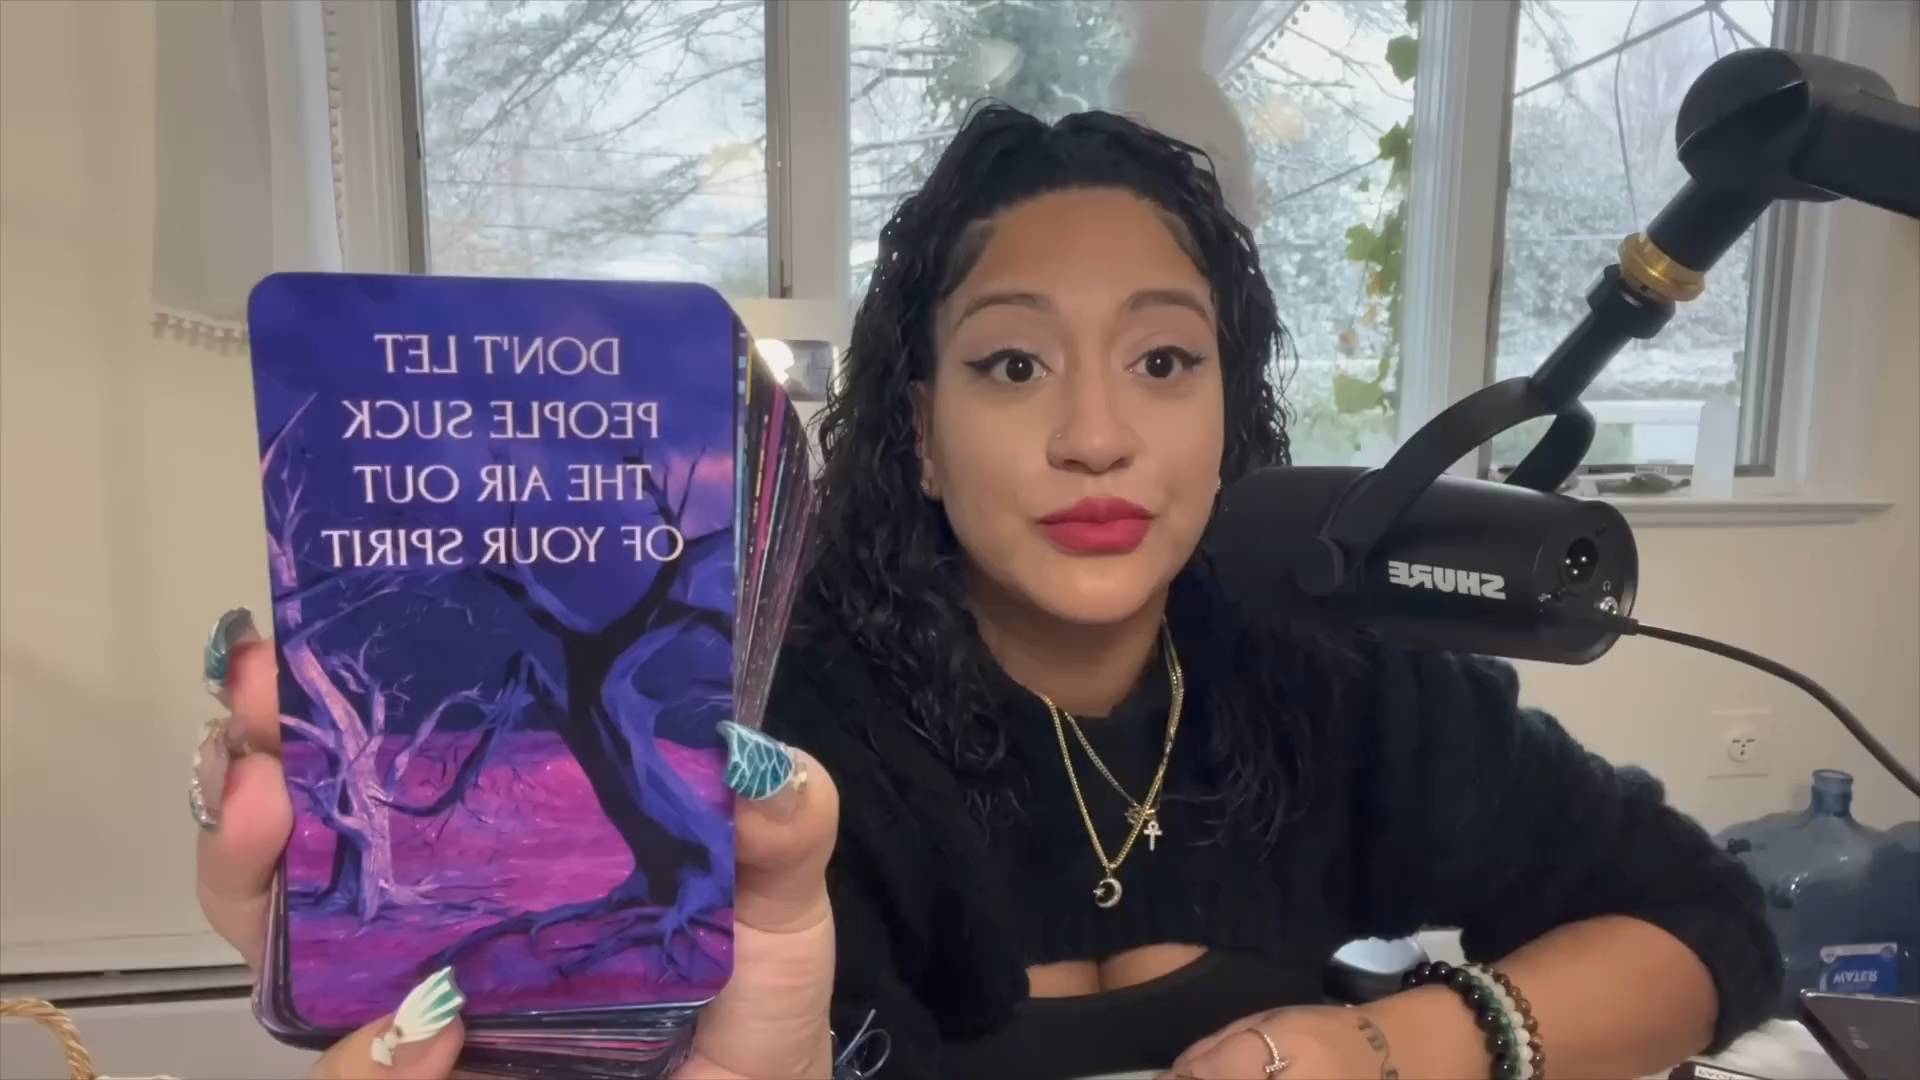 DON'T LET
PEOPLE SUCK
THE AIR OUT
OF YOUR SPIRIT
SHURE
WATER